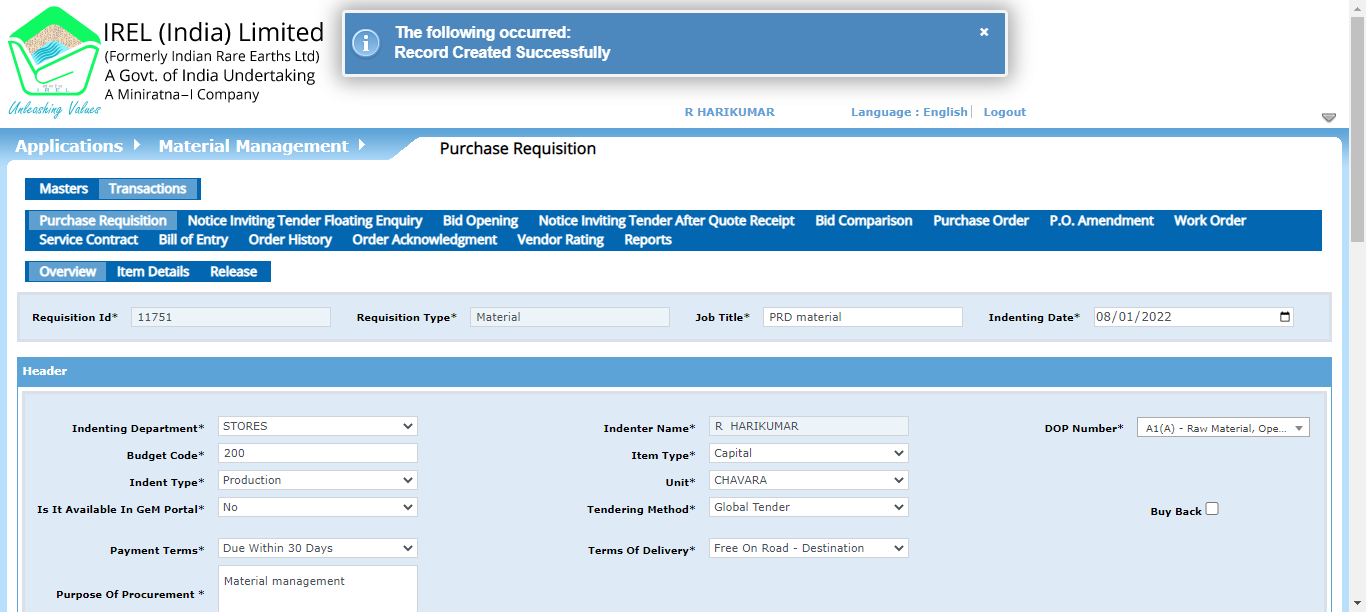 IREL (India) Limited
(Formerly Indian Rare Earths Ltd)
A Govt. of India Undertaking
A Miniratna-I Company
IREL
Unleashing Values
The following occurred:
Record Created Successfully
R HARIKUMAR Language : English Logout
Applications Material Management Purchase Requisition
Masters Transactions
Purchase Requisition Notice Inviting Tender Floating Enquiry Bid Opening Notice Inviting Tender After Quote Receipt Bid Comparison Purchase Order P.O. Amendment Work Order
Service Contract Bill of Entry Order History Order Acknowledgment Vendor Rating Reports
Overview Item Details Release
Requisition Id* 11751 Requisition Type* Material Job Title* PRD material Indenting Date* 08/01/2022
Header
Indenting Department* STORES Indenter Name* R HARIKUMAR DOP Number* A1(A) - Raw Material, Ope...
Budget Code* 200 Item Type* Capital
Indent Type* Production Unit* CHAVARA
Is It Available In GeM Portal* No Tendering Method* Global Tender Buy Back
Payment Terms* Due Within 30 Days Terms Of Delivery* Free On Road - Destination
Purpose Of Procurement * Material management